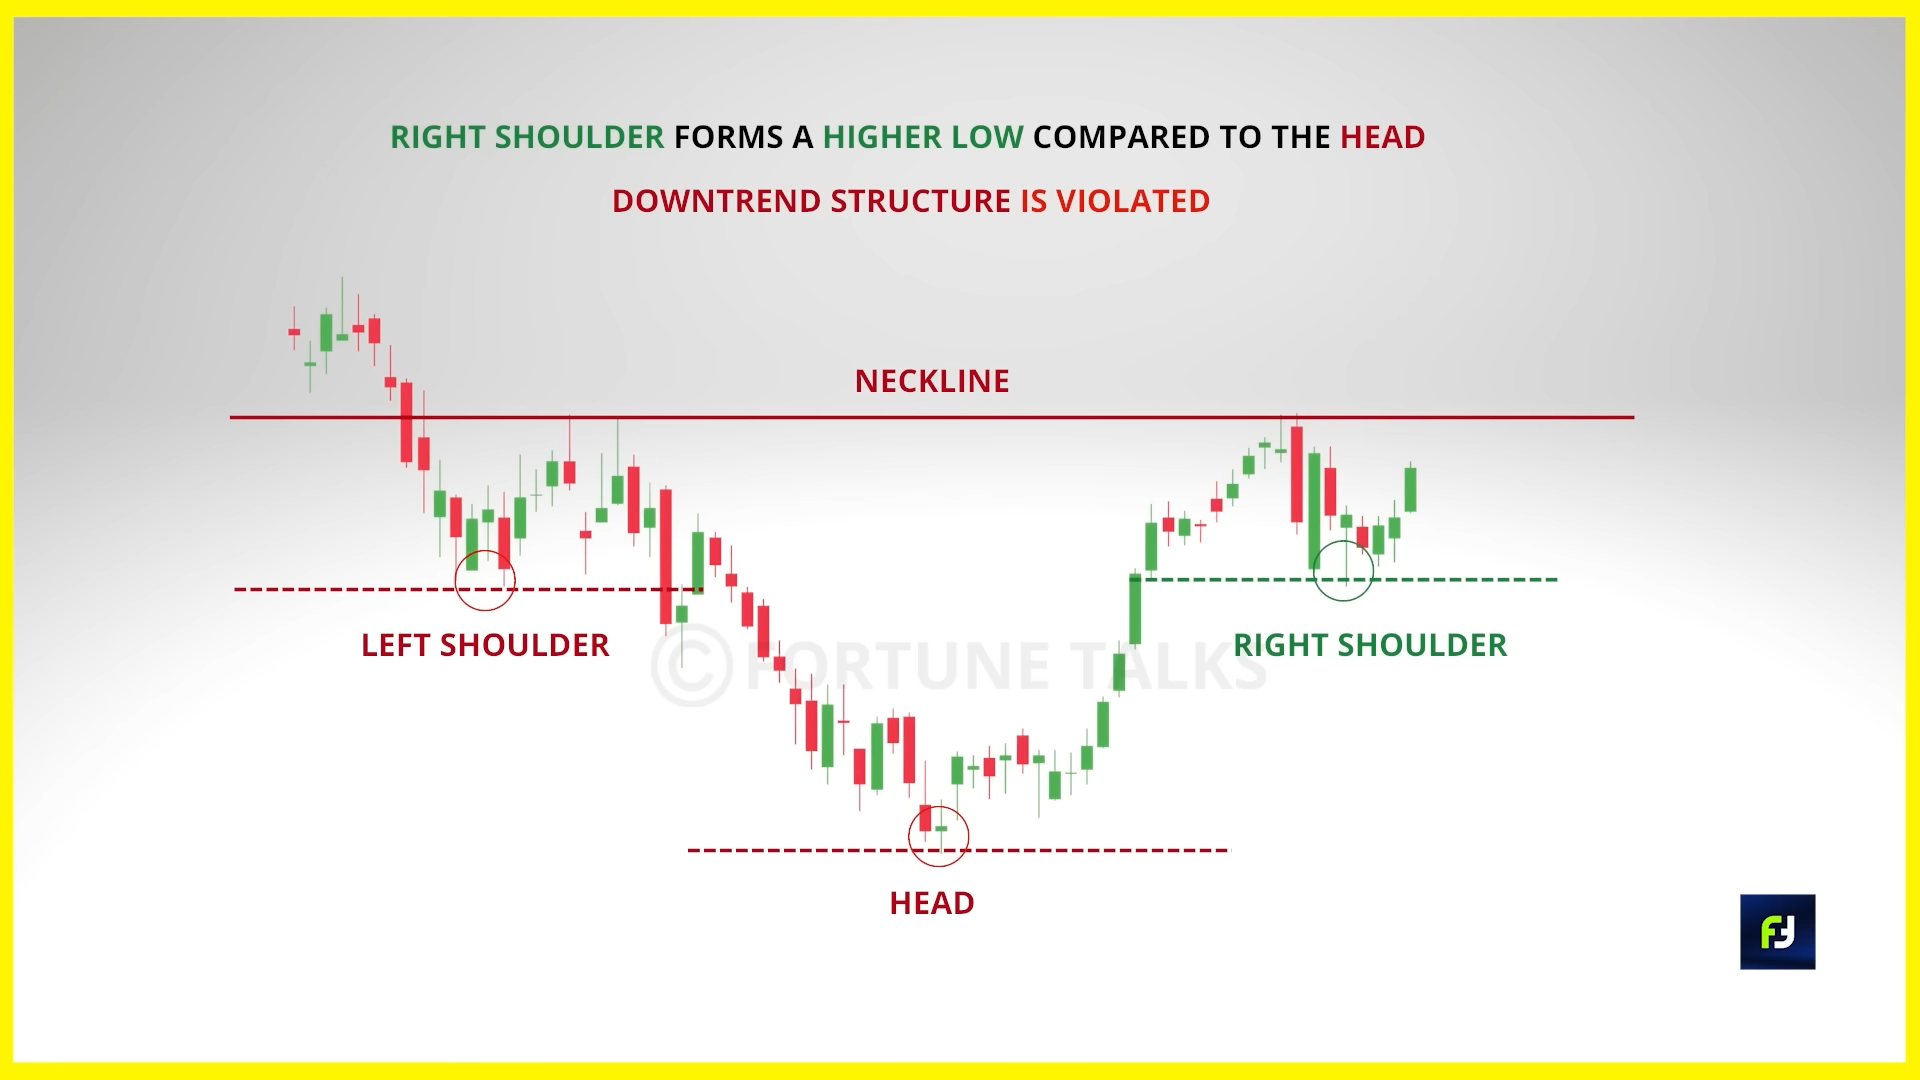 RIGHT SHOULDER FORMS A HIGHER LOW COMPARED TO THE HEAD
DOWNTREND STRUCTURE IS VIOLATED
NECKLINE
LEFT SHOULDER
RIGHT SHOULDER
© FORTUNE TALKS
HEAD